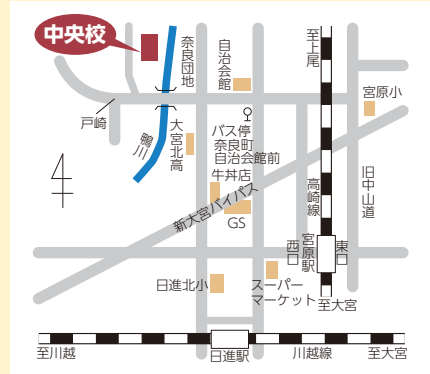 中央校
奈良団地
自治会館
至上尾
宮原小
戸崎
鴨川
大宮北高
バス停
奈良町
自治会館前
牛丼店
新大宮バイパス
GS
高崎線
旧中山道
西口
宮原駅
東口
日進北小
スーパー
マーケット
至大宮
至川越
日進駅
川越線
至大宮